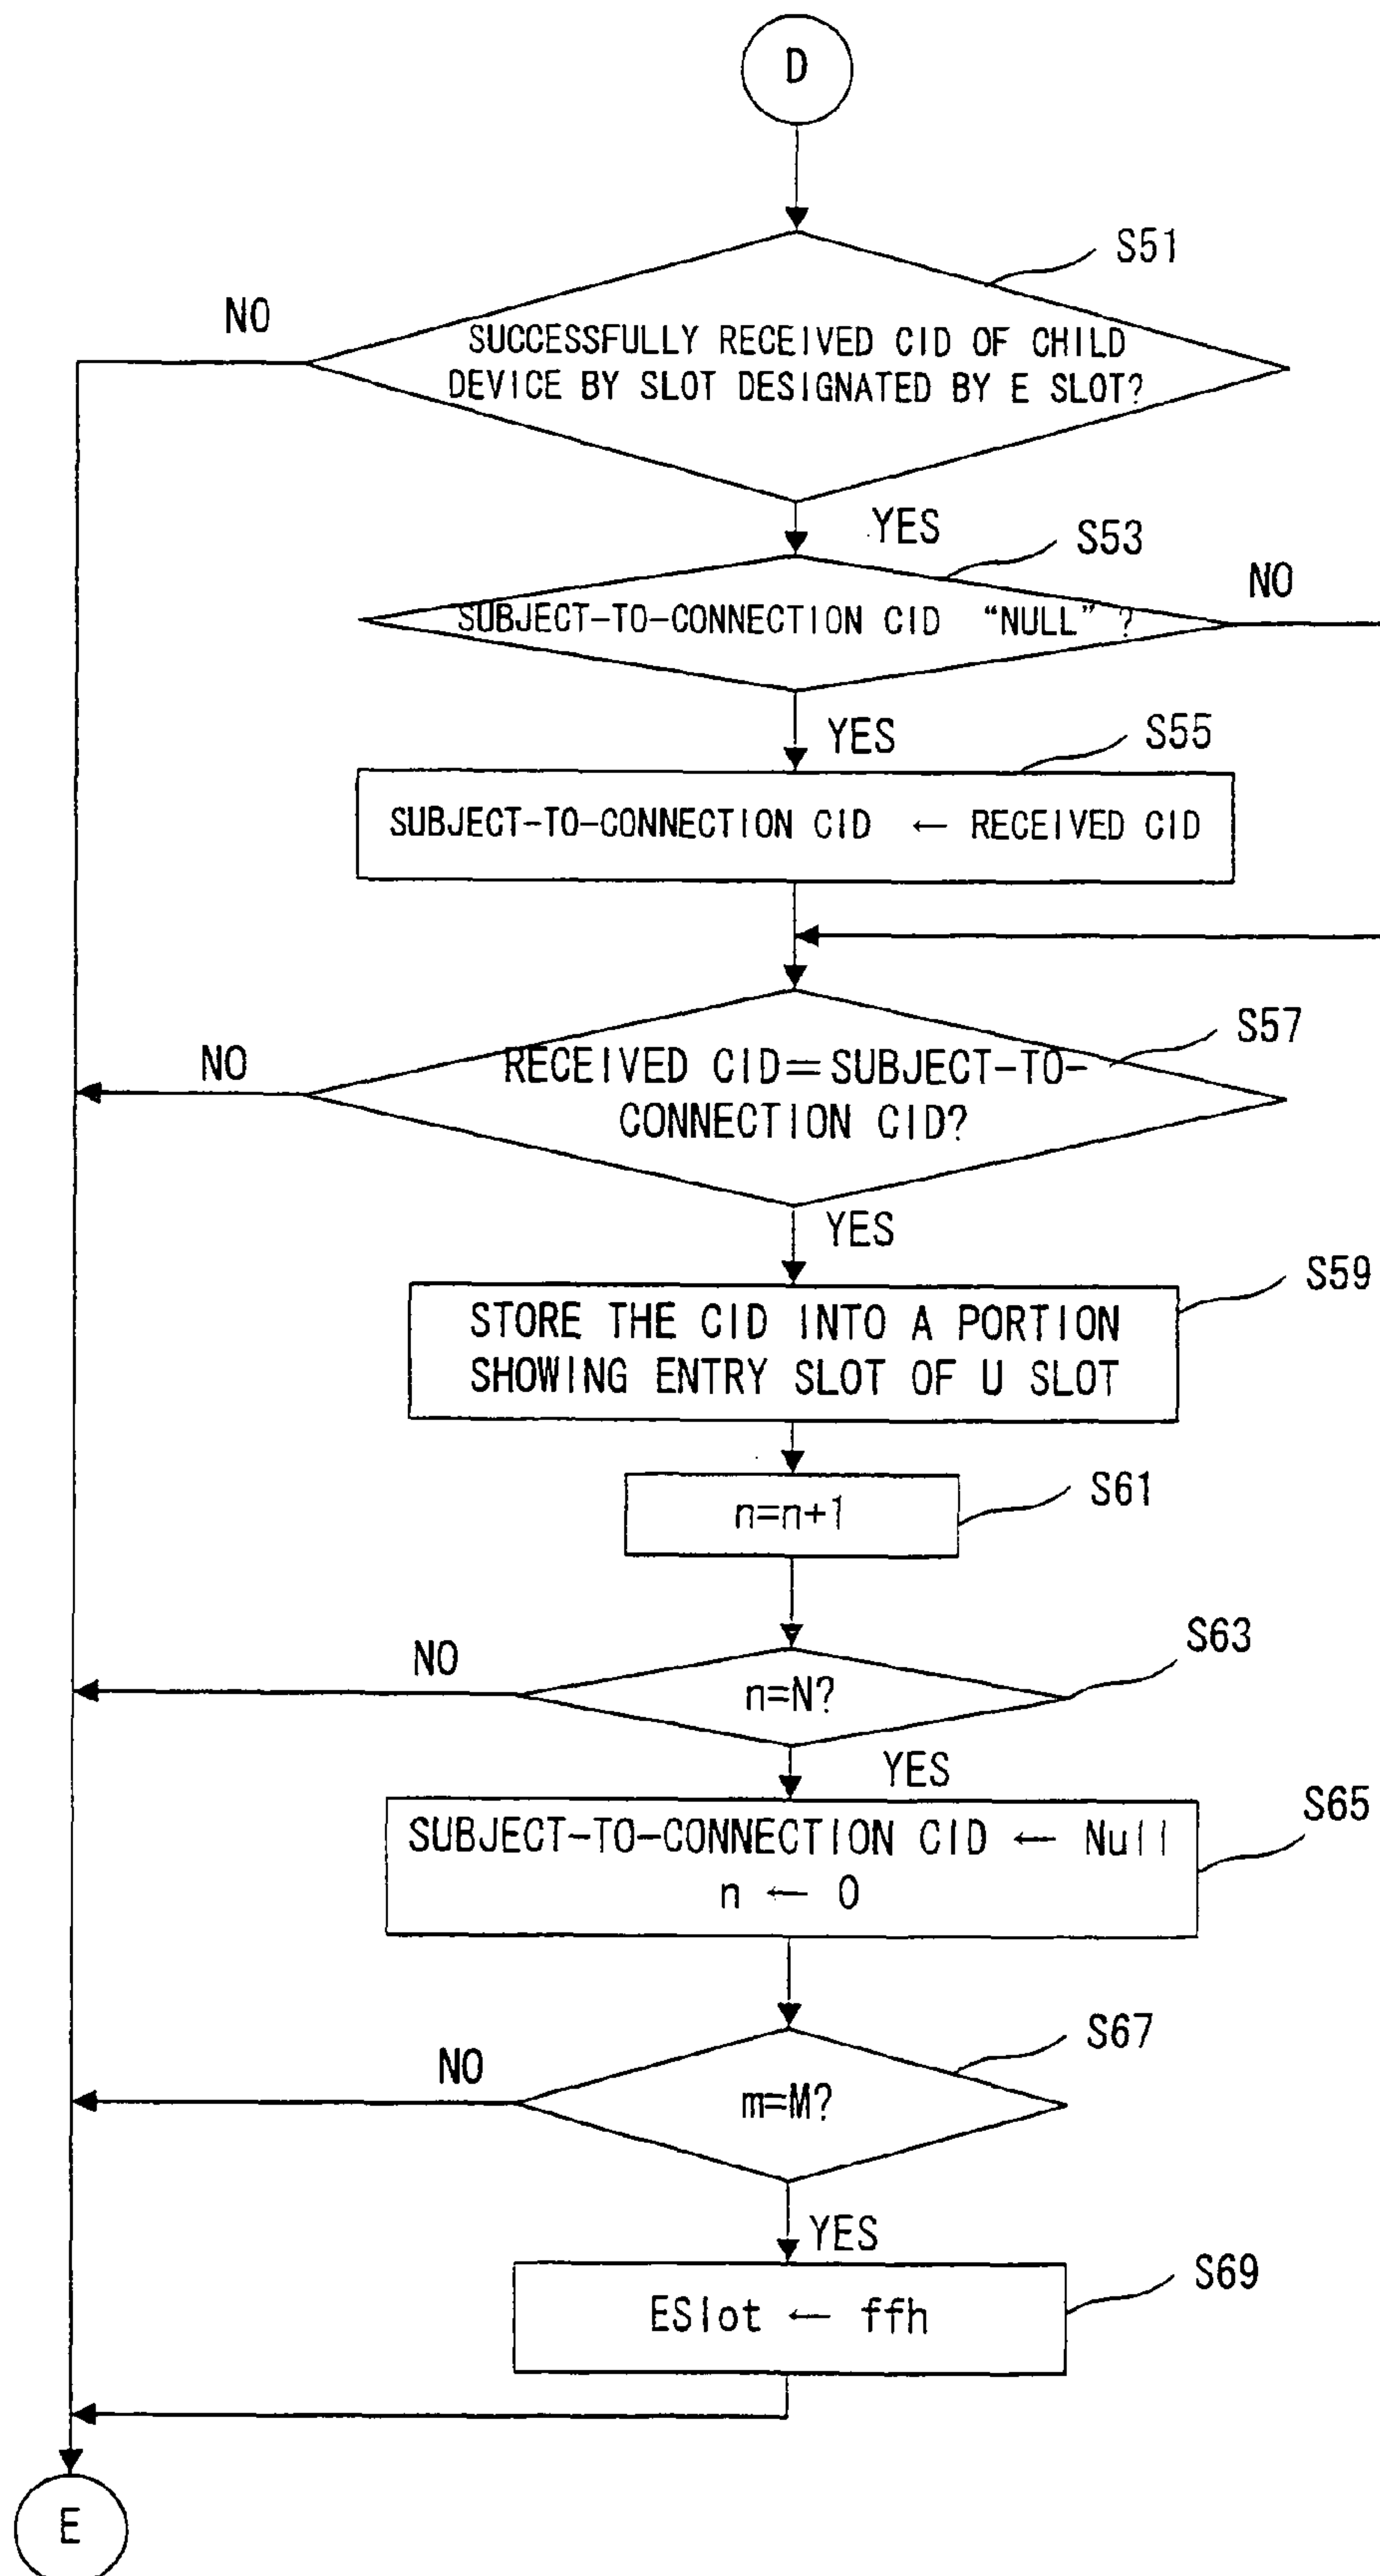 D
S51
NO
SUCCESSFULLY RECEIVED CID OF CHILD
DEVICE BY SLOT DESIGNATED BY E SLOT?
YES
S53
NO
SUBJECT-TO-CONNECTION CID “NULL” ?
YES
S55
SUBJECT-TO-CONNECTION CID ← RECEIVED CID
S57
NO
RECEIVED CID=SUBJECT-TO-
CONNECTION CID?
YES
S59
STORE THE CID INTO A PORTION
SHOWING ENTRY SLOT OF U SLOT
S61
n=n+1
S63
NO
n=N?
YES
S65
SUBJECT-TO-CONNECTION CID ← Null
n ← 0
S67
NO
m=M?
YES
S69
ESlot ← ffh
E